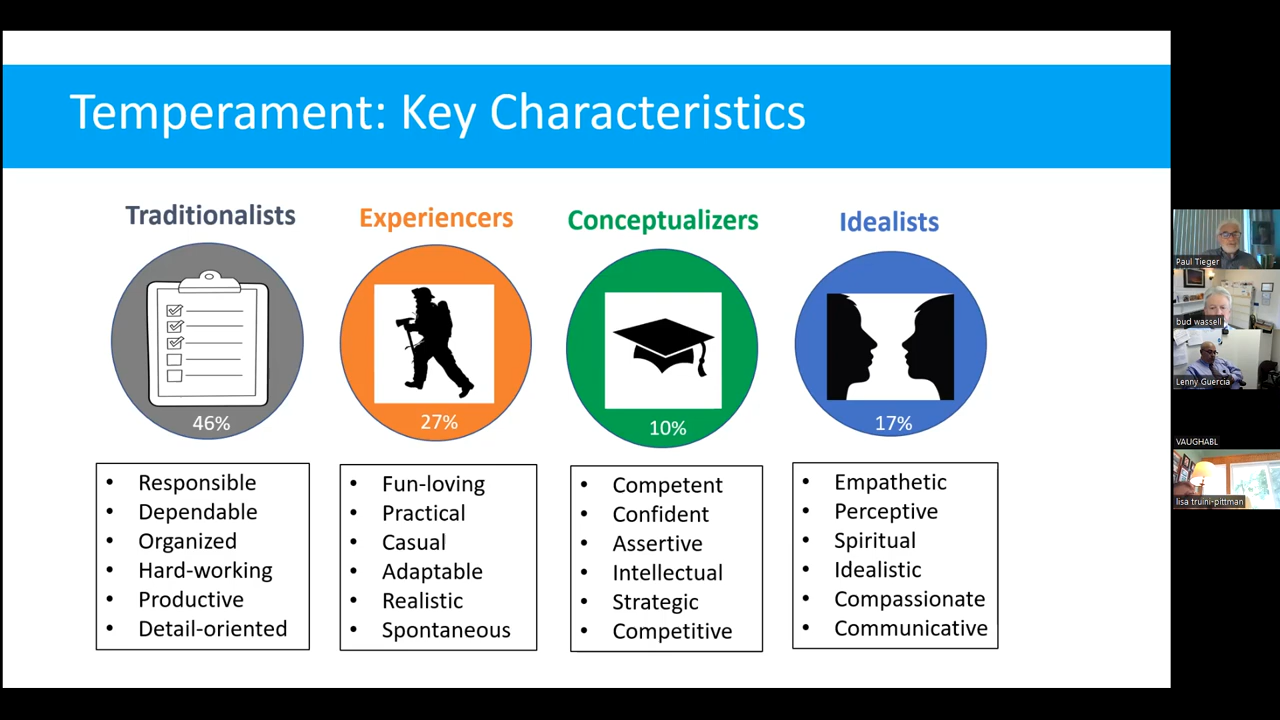 Temperament: Key Characteristics
Traditionalists
Experiencers
Conceptualizers
Idealists
46%
27%
10%
17%
• Responsible
• Dependable
• Organized
• Hard-working
• Productive
• Detail-oriented
• Fun-loving
• Practical
• Casual
• Adaptable
• Realistic
• Spontaneous
• Competent
• Confident
• Assertive
• Intellectual
• Strategic
• Competitive
• Empathetic
• Perceptive
• Spiritual
• Idealistic
• Compassionate
• Communicative
Paul Tieger
bud wassell
Lenny Guercia
VAUGHABL
lisa truini-pittman